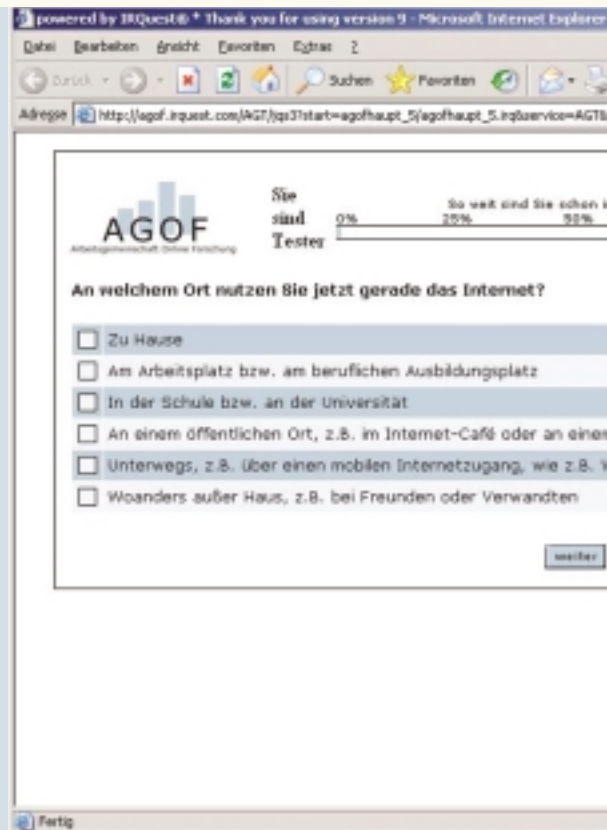 powered by IRQuest® * Thank you for using version 9 - Microsoft Internet Explorer
Datei Bearbeiten Ansicht Favoriten Extras ?
Zurück Suchen Favoriten
Adresse http://agof.irquest.com/AGT/jqs3?start=agofhaupt_5/agofhaupt_5.irq&service=AGT&
AGOF
Arbeitsgemeinschaft Online Forschung
Sie
sind
Tester
So weit sind Sie schon
0% 25% 50%
An welchem Ort nutzen Sie jetzt gerade das Internet?
Zu Hause
Am Arbeitsplatz bzw. am beruflichen Ausbildungsplatz
In der Schule bzw. an der Universität
An einem öffentlichen Ort, z.B. im Internet-Café oder an einem
Unterwegs, z.B. über einen mobilen Internetzugang, wie z.B.
Woanders außer Haus, z.B. bei Freunden oder Verwandten
weiter
Fertig